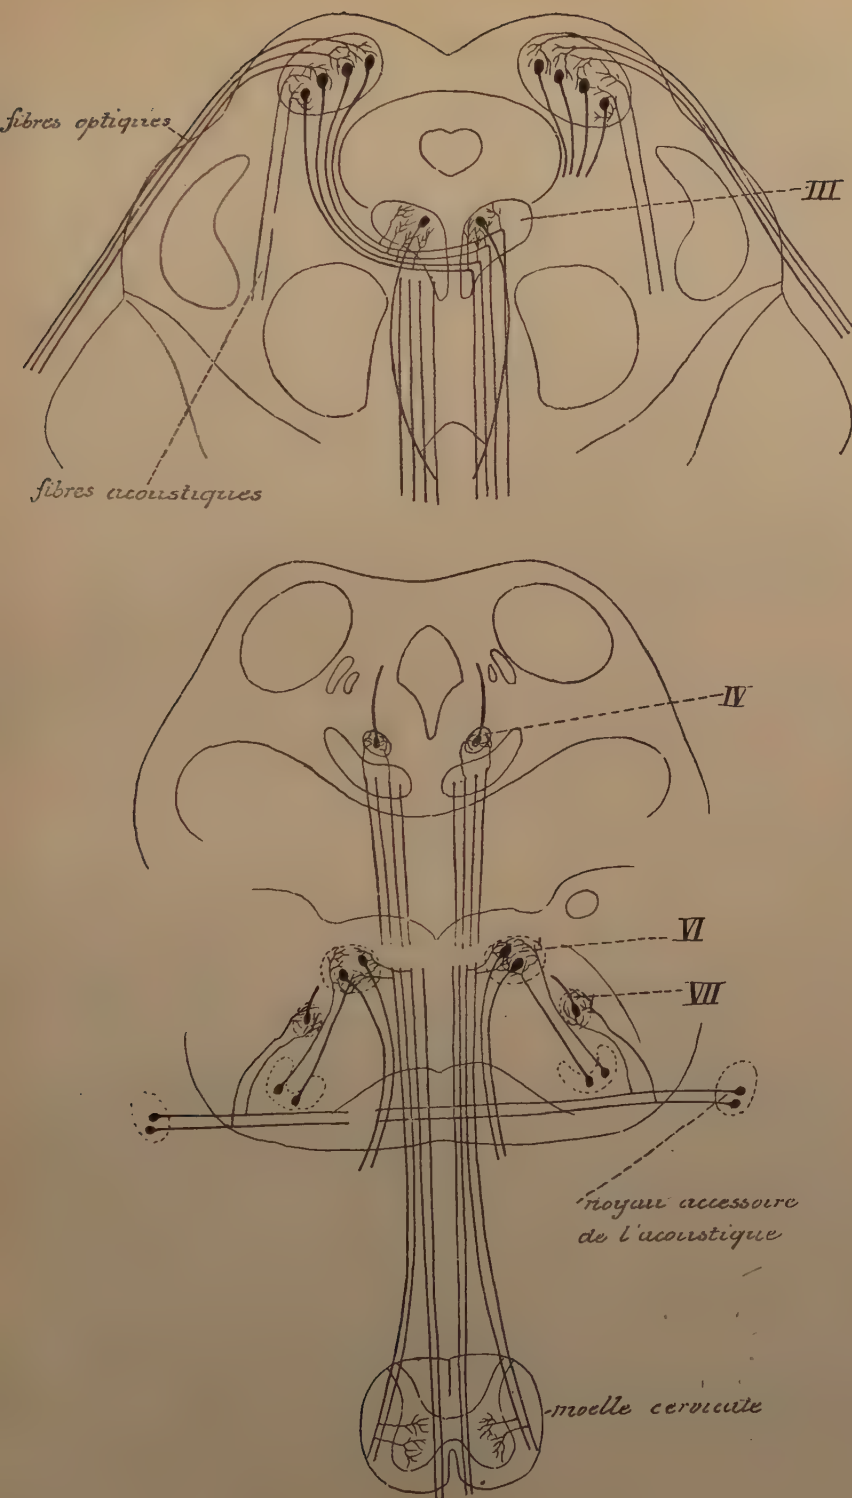 fibres optiques
III
fibres acoustiques
IV
VI
VII
noyau accessoire
de l'acoustique
moelle cervicale